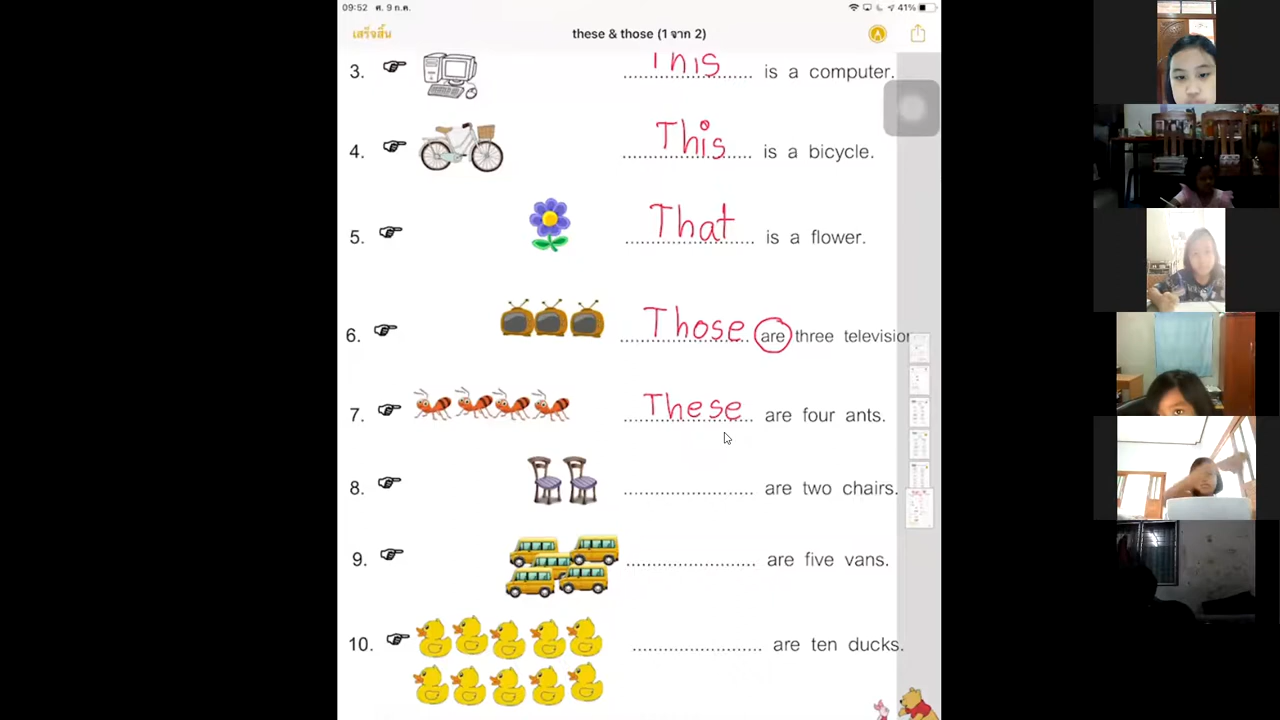 09:52 ศ. 9 ก.ค. 41%
เสร็จสิ้น these & those (1 จาก 2)
3. This is a computer.
4. This is a bicycle.
5. That is a flower.
6. Those are three television
7. These are four ants.
8. .......................... are two chairs.
9. .......................... are five vans.
10. .......................... are ten ducks.